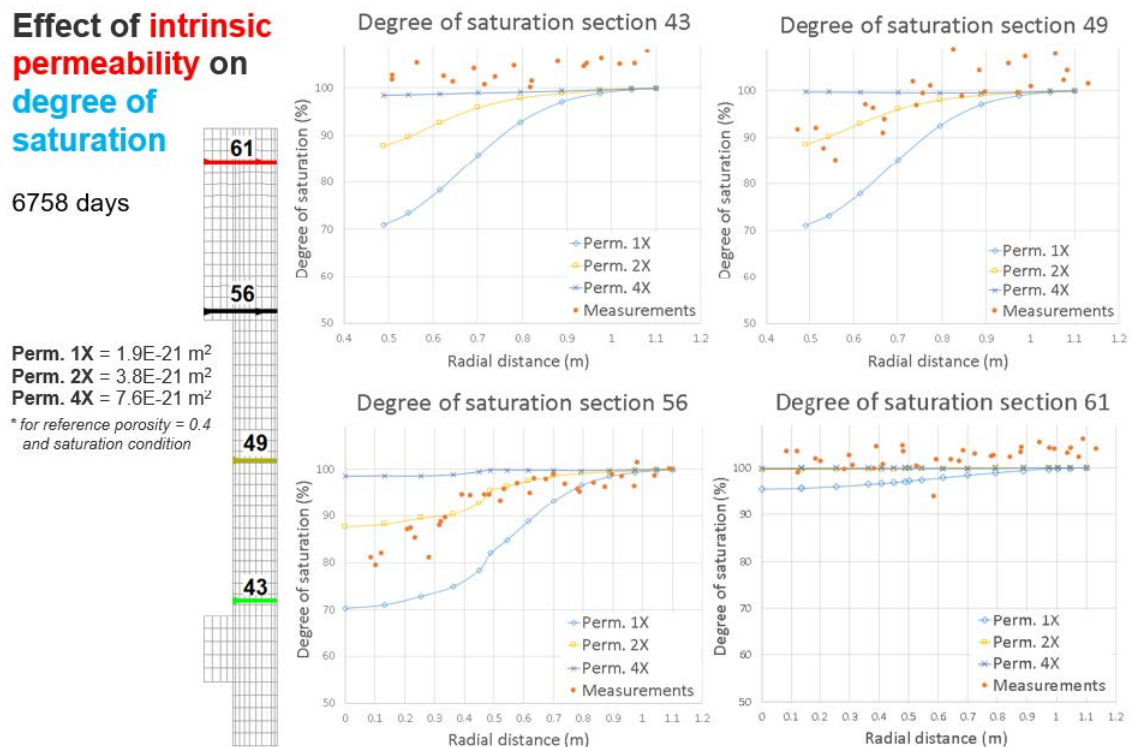 Effect of intrinsic
permeability on
degree of
saturation
6758 days
Perm. 1X = 1.9E-21 m²
Perm. 2X = 3.8E-21 m²
Perm. 4X = 7.6E-21 m²
* for reference porosity = 0.4
and saturation condition
61
56
49
43
Degree of saturation section 43
Degree of saturation (%)
100
90
80
70
60
50
0.4
0.5
0.6
0.7
0.8
0.9
1
1.1
1.2
Radial distance (m)
Perm. 1X
Perm. 2X
Perm. 4X
Measurements
Degree of saturation section 49
Degree of saturation (%)
100
90
80
70
60
50
0.4
0.5
0.6
0.7
0.8
0.9
1
1.1
1.2
Radial distance (m)
Perm. 1X
Perm. 2X
Perm. 4X
Measurements
Degree of saturation section 56
Degree of saturation (%)
100
90
80
70
60
50
0
0.1
0.2
0.3
0.4
0.5
0.6
0.7
0.8
0.9
1
1.1
1.2
Radial distance (m)
Perm. 1X
Perm. 2X
Perm. 4X
Measurements
Degree of saturation section 61
Degree of saturation (%)
100
90
80
70
60
50
0
0.1
0.2
0.3
0.4
0.5
0.6
0.7
0.8
0.9
1
1.1
1.2
Radial distance (m)
Perm. 1X
Perm. 2X
Perm. 4X
Measurements